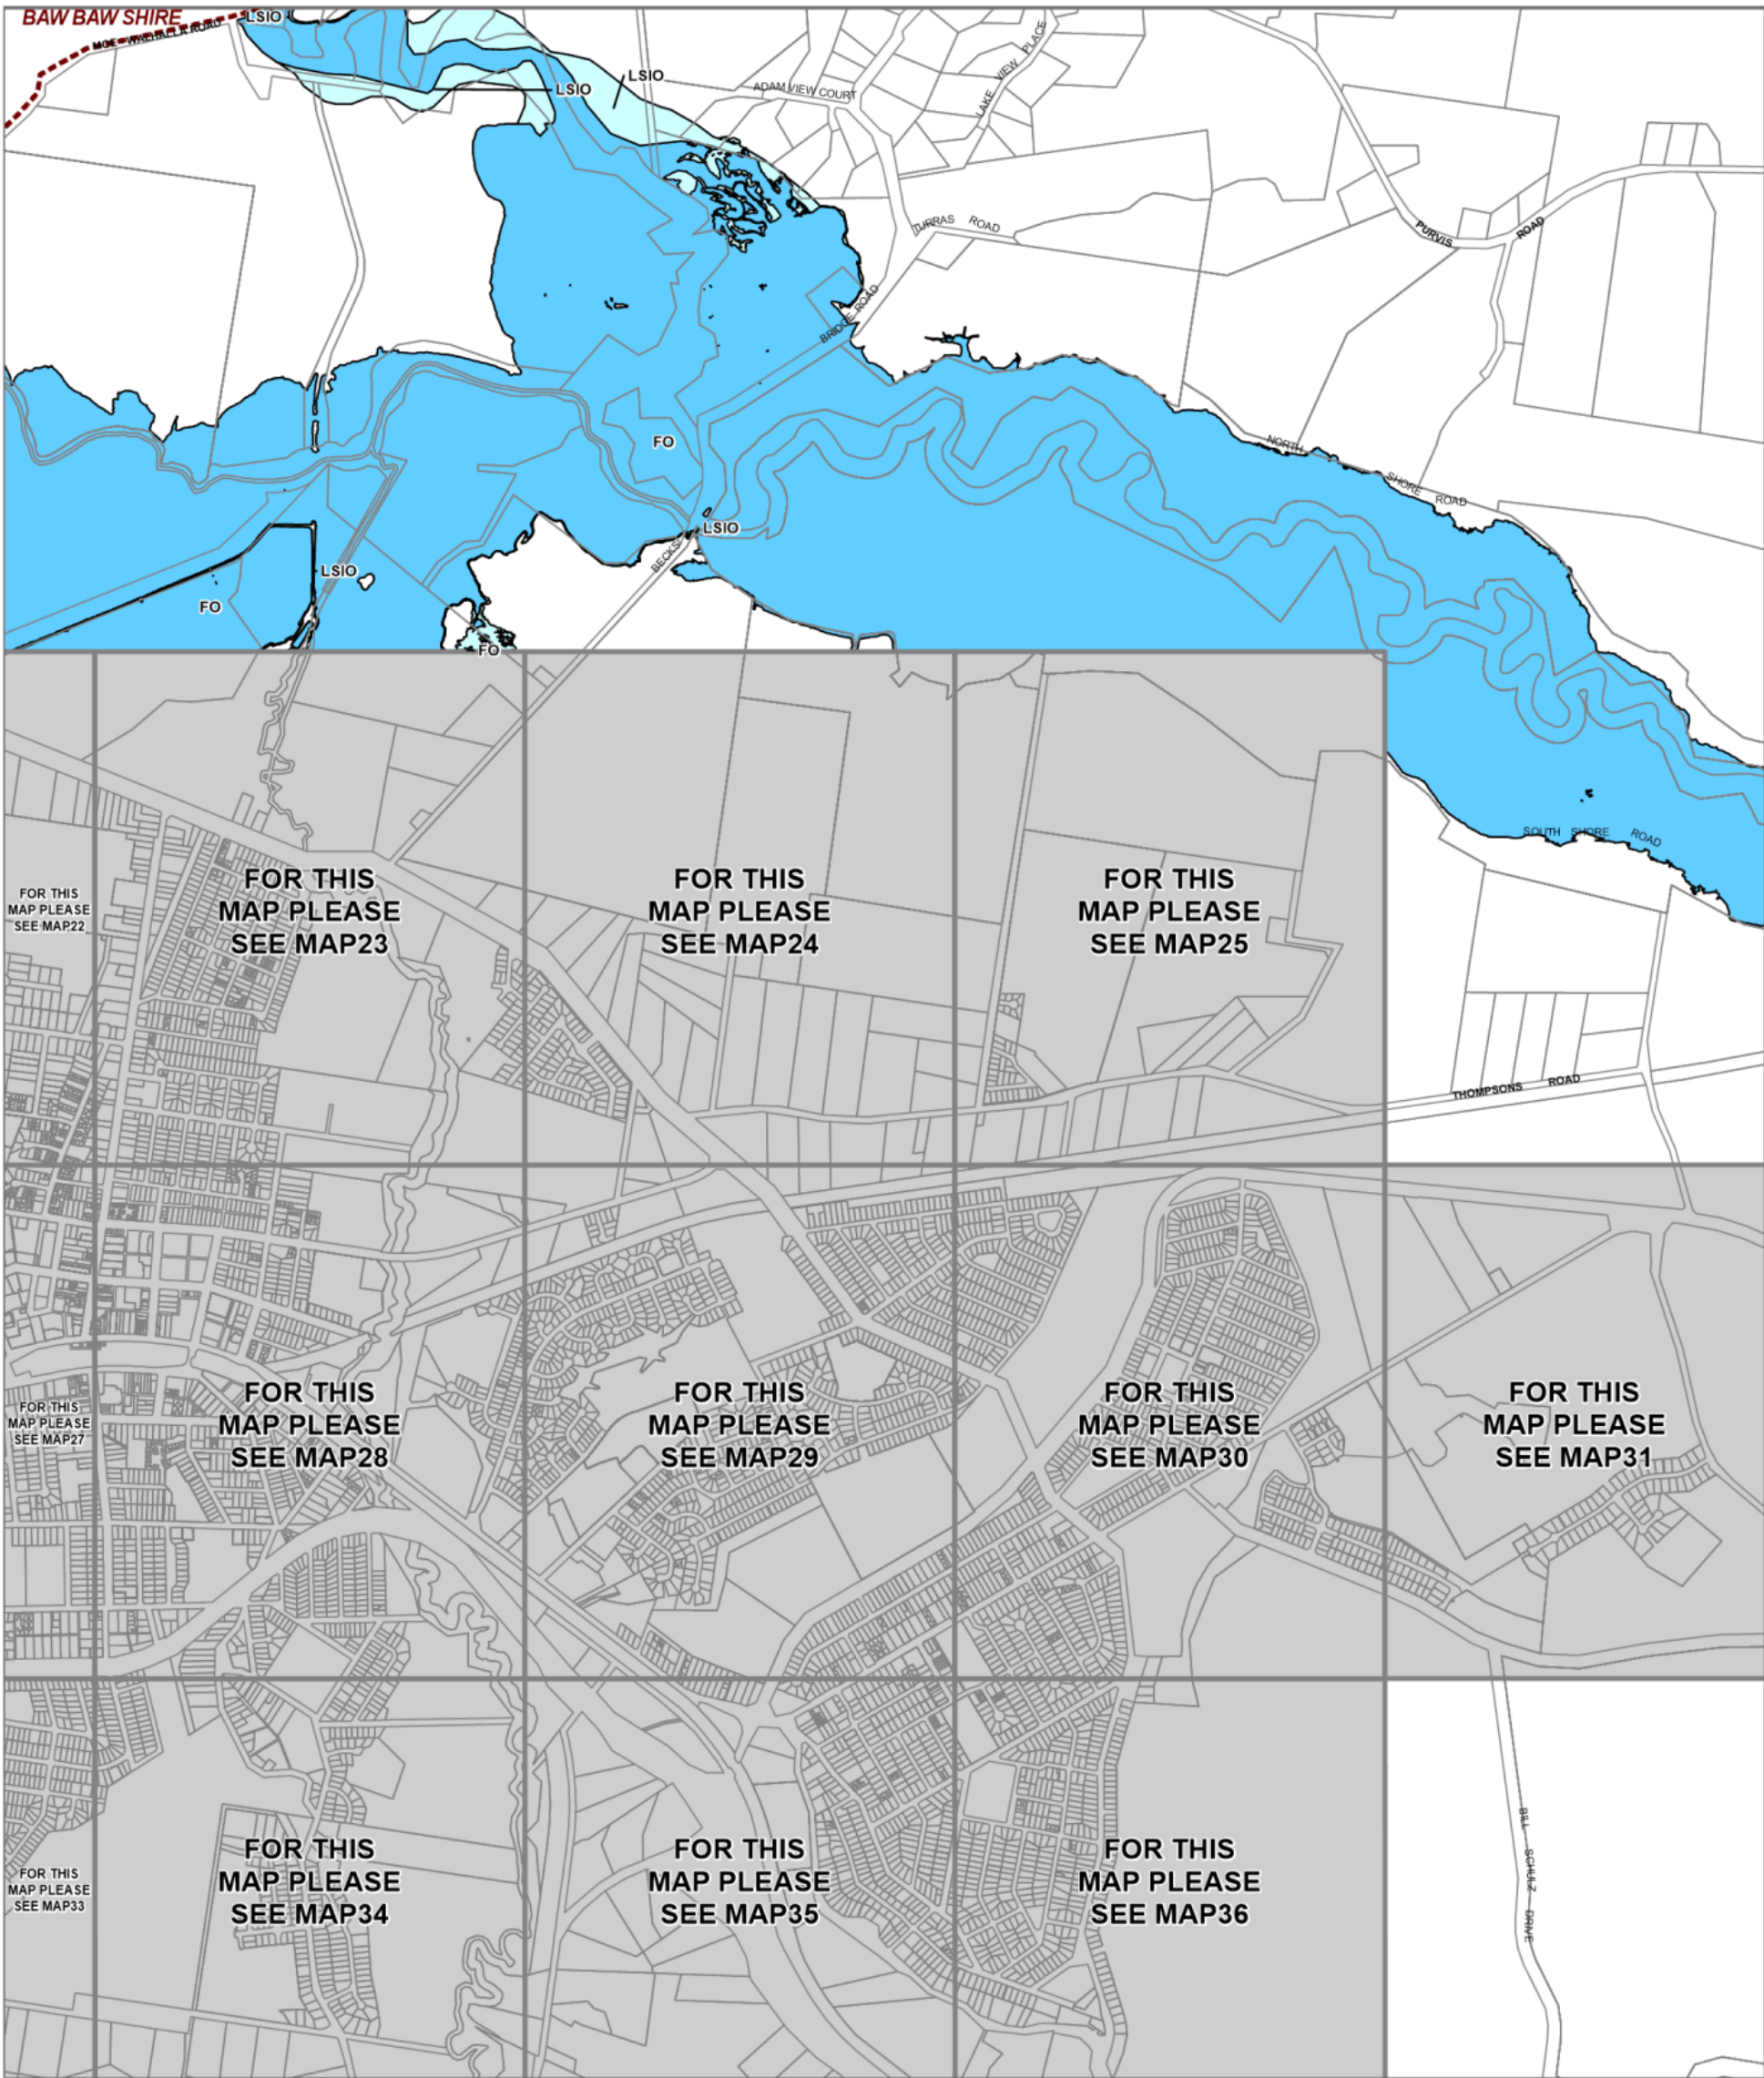 BAW BAW SHIRE
LSIO
MOE WALHALLA ROAD
LSIO
LSIO
ADAM VIEW COURT
LAKE VIEW PLACE
TURRAS ROAD
PURVIS ROAD
BRIDGE ROAD
FO
NORTH SHORE ROAD
LSIO
BECKS
LSIO
FO
FO
SOUTH SHORE ROAD
FOR THIS
MAP PLEASE
SEE MAP22
FOR THIS
MAP PLEASE
SEE MAP23
FOR THIS
MAP PLEASE
SEE MAP24
FOR THIS
MAP PLEASE
SEE MAP25
THOMPSONS ROAD
FOR THIS
MAP PLEASE
SEE MAP27
FOR THIS
MAP PLEASE
SEE MAP28
FOR THIS
MAP PLEASE
SEE MAP29
FOR THIS
MAP PLEASE
SEE MAP30
FOR THIS
MAP PLEASE
SEE MAP31
FOR THIS
MAP PLEASE
SEE MAP33
FOR THIS
MAP PLEASE
SEE MAP34
FOR THIS
MAP PLEASE
SEE MAP35
FOR THIS
MAP PLEASE
SEE MAP36
BILL SCHULZ DRIVE